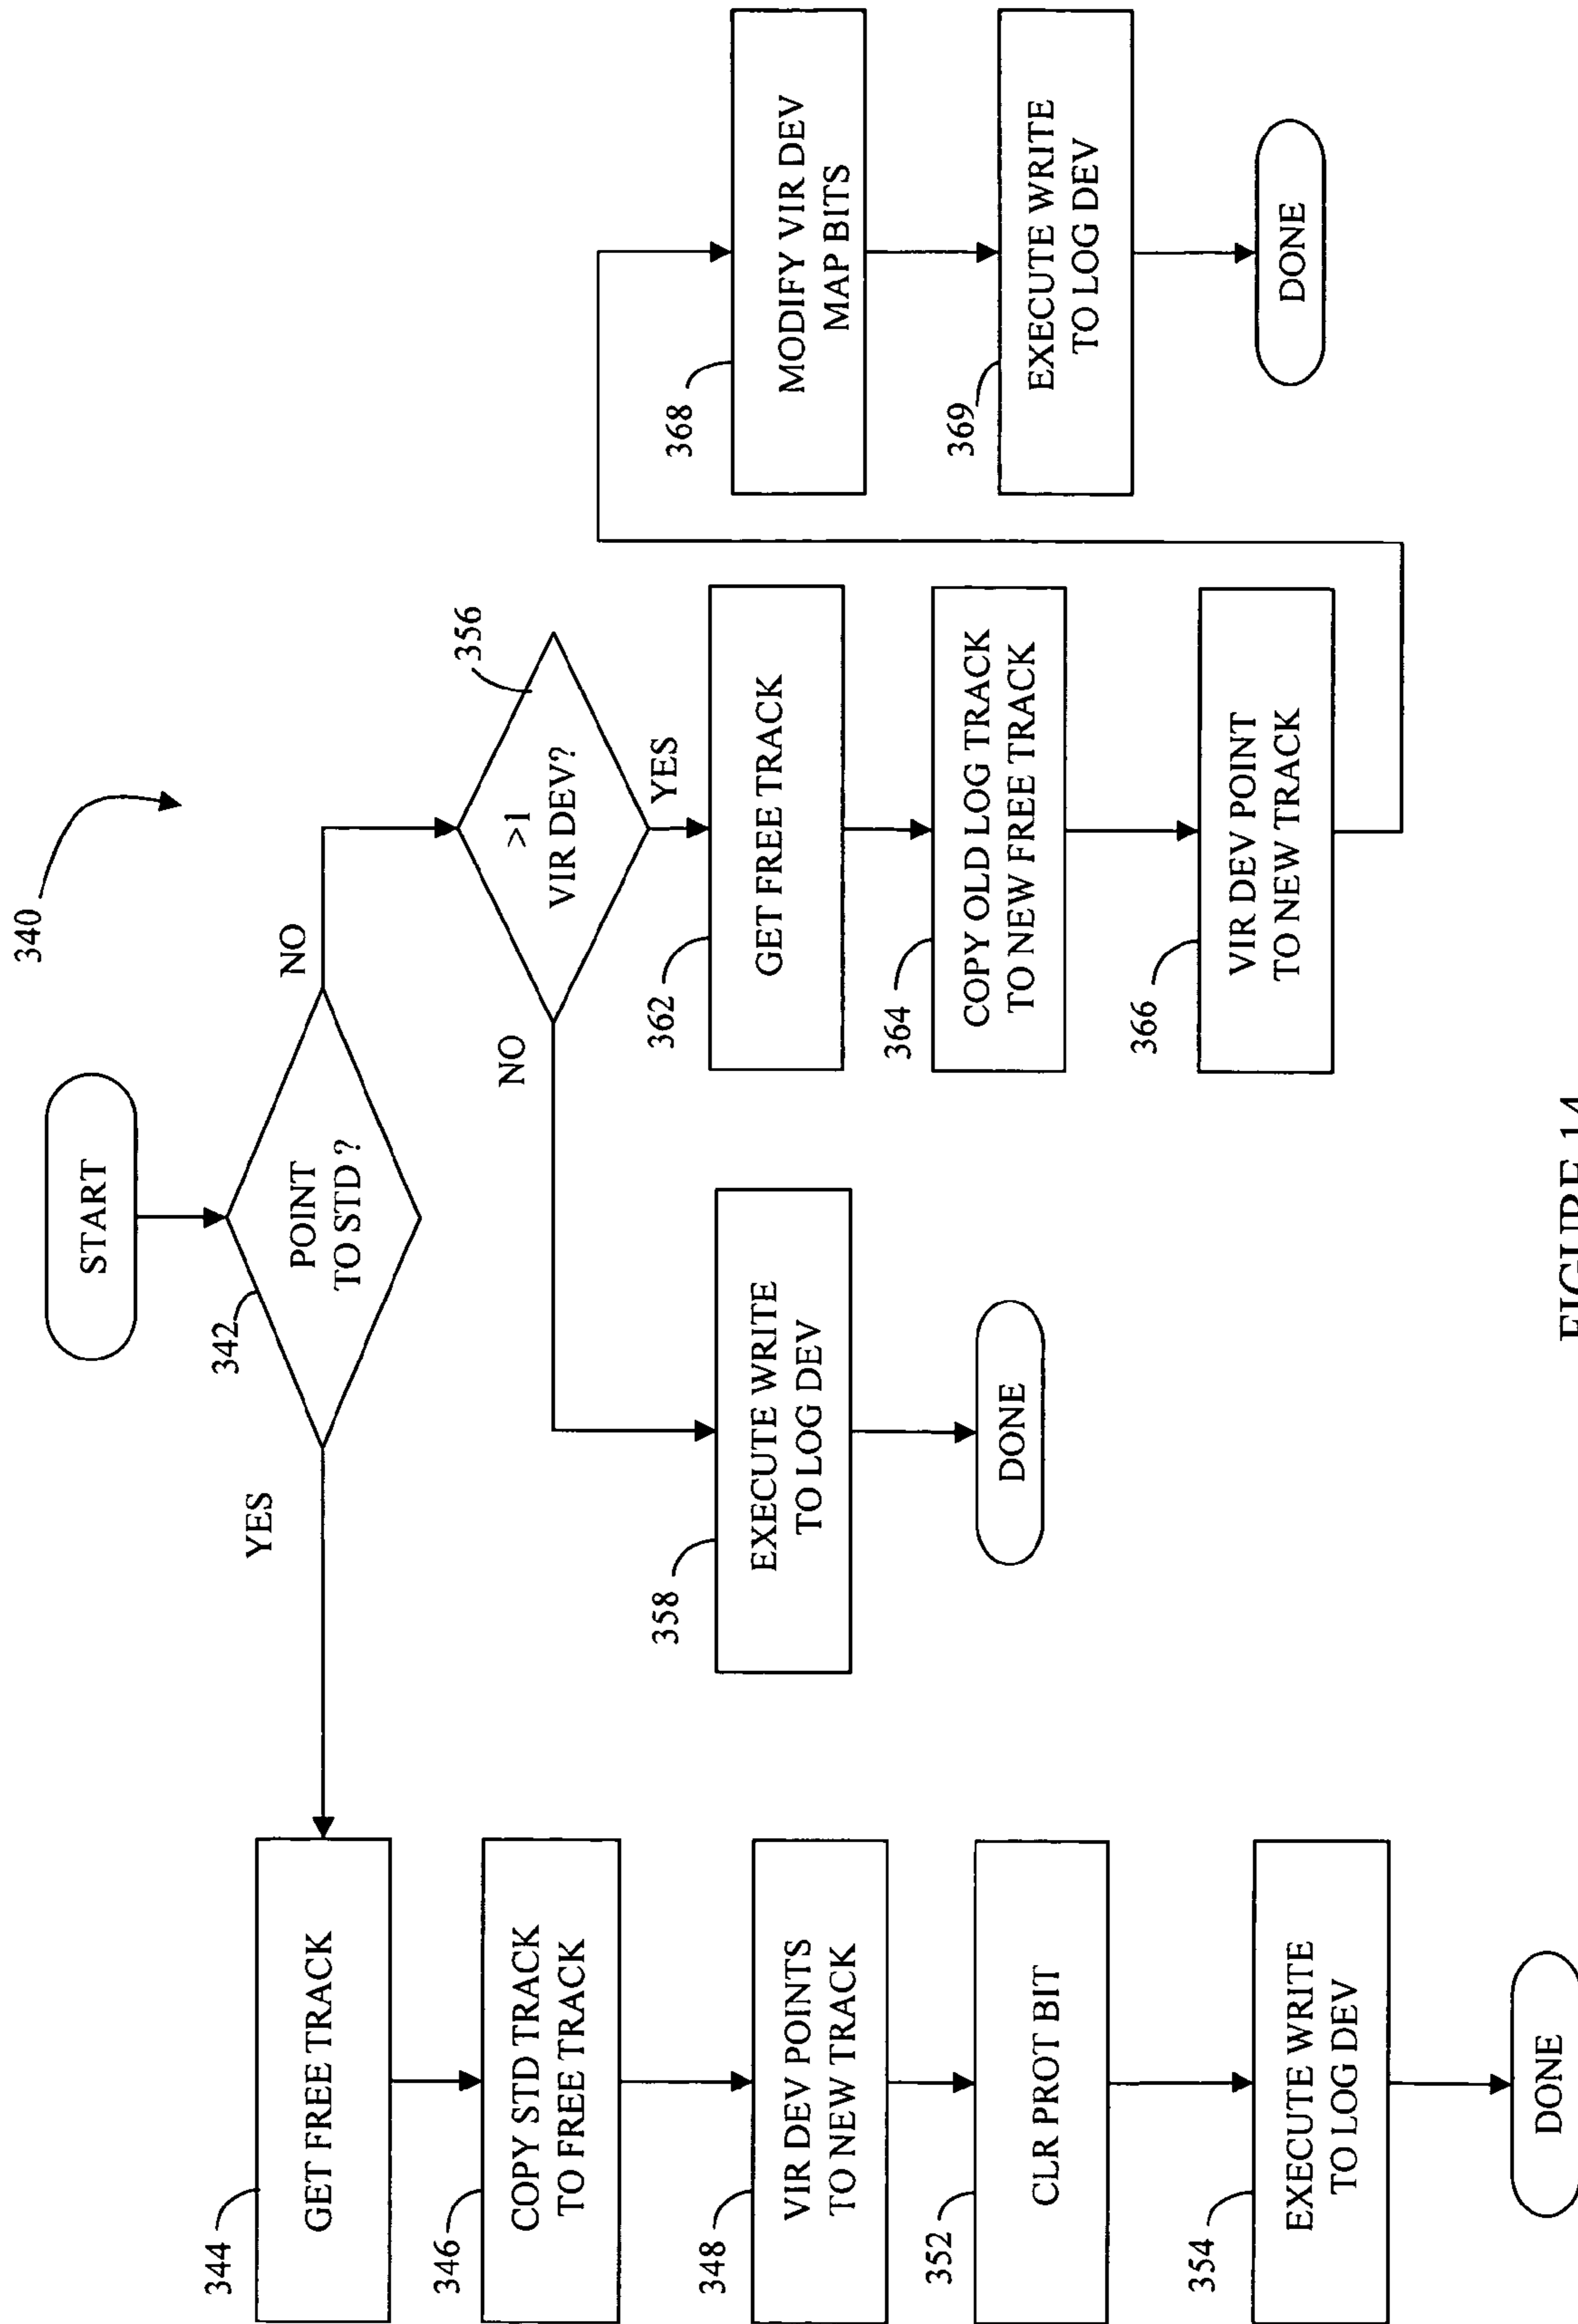 340
START
342
POINT
TO STD ?
YES
NO
344
GET FREE TRACK
346
COPY STD TRACK
TO FREE TRACK
348
VIR DEV POINTS
TO NEW TRACK
352
CLR PROT BIT
354
EXECUTE WRITE
TO LOG DEV
DONE
356
>1
VIR DEV?
NO
YES
358
EXECUTE WRITE
TO LOG DEV
DONE
362
GET FREE TRACK
364
COPY OLD LOG TRACK
TO NEW FREE TRACK
366
VIR DEV POINT
TO NEW TRACK
368
MODIFY VIR DEV
MAP BITS
369
EXECUTE WRITE
TO LOG DEV
DONE
FIGURE 14